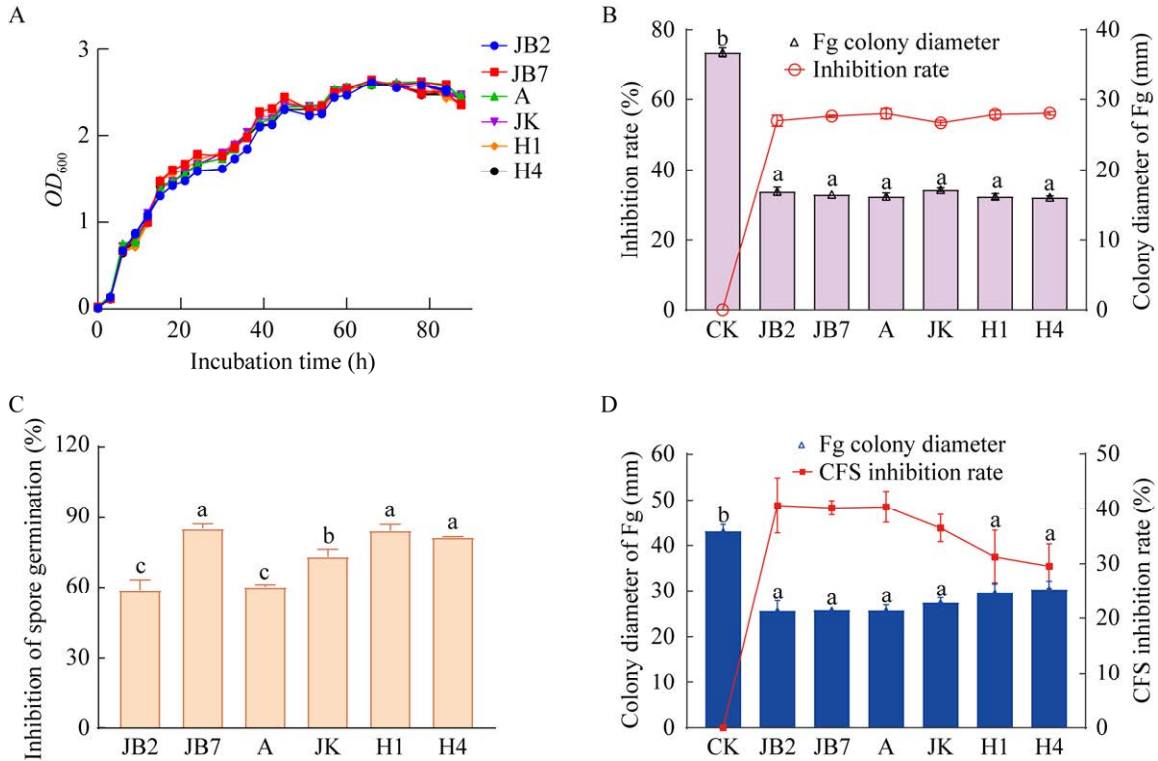 A
3
2
1
0
OD600
0
20
40
60
80
Incubation time (h)
JB2
JB7
A
JK
H1
H4
B
80
60
40
20
0
Inhibition rate (%)
Fg colony diameter
Inhibition rate
40
30
20
10
0
Colony diameter of Fg (mm)
b
a
a
a
a
a
a
CK
JB2
JB7
A
JK
H1
H4
C
120
90
60
30
0
Inhibition of spore germination (%)
c
a
c
b
a
a
JB2
JB7
A
JK
H1
H4
D
60
50
40
30
20
10
0
Colony diameter of Fg (mm)
Fg colony diameter
CFS inhibition rate
50
40
30
20
10
0
CFS inhibition rate (%)
b
a
a
a
a
a
a
CK
JB2
JB7
A
JK
H1
H4